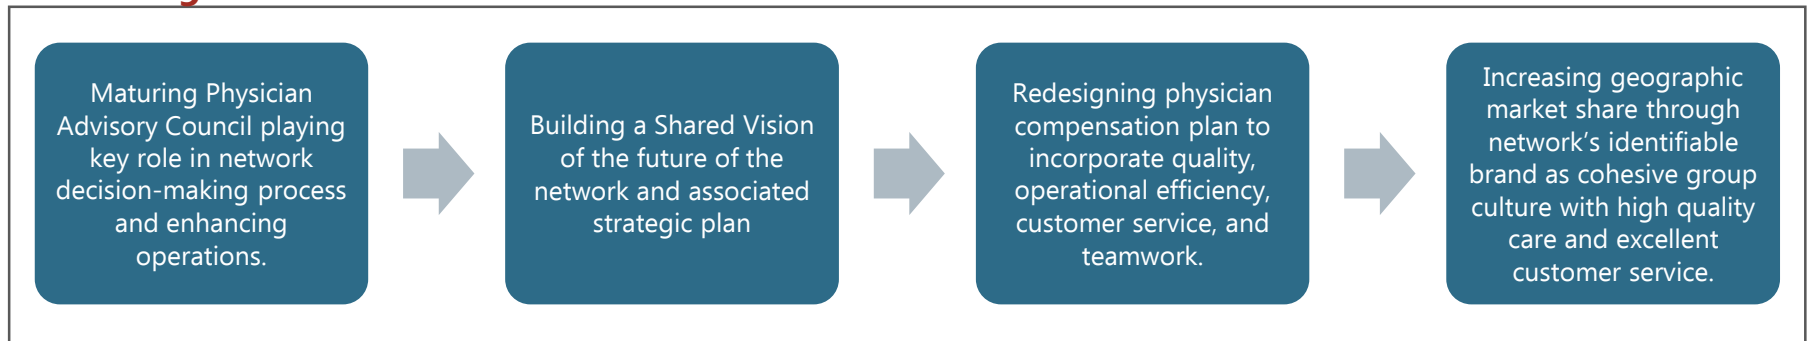 Maturing Physician
Advisory Council playing
key role in network
decision-making process
and enhancing
operations.
Building a Shared Vision
of the future of the
network and associated
strategic plan
Redesigning physician
compensation plan to
incorporate quality,
operational efficiency,
customer service, and
teamwork.
Increasing geographic
market share through
network’s identifiable
brand as cohesive group
culture with high quality
care and excellent
customer service.